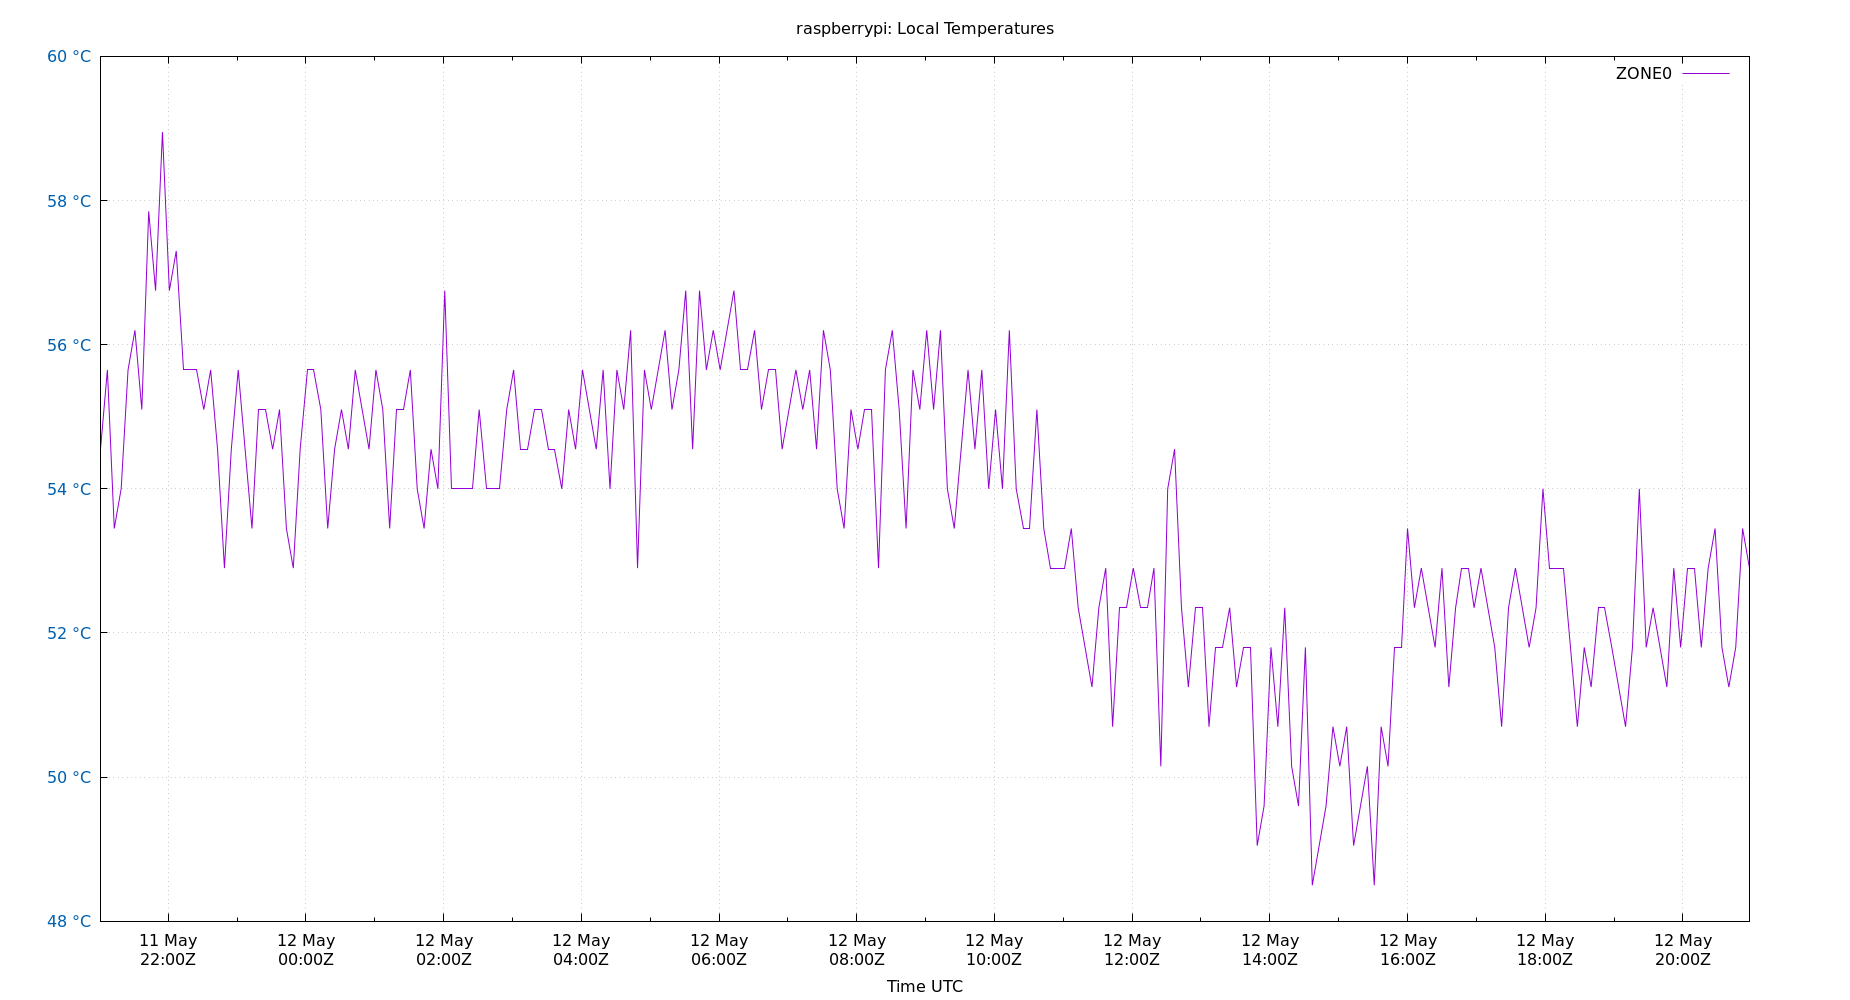 raspberrypi: Local Temperatures
60 °C
ZONE0
58 °C
56 °C
54 °C
52 °C
50 °C
48 °C
11 May 12 May 12 May 12 May 12 May 12 May 12 May 12 May 12 May 12 May 12 May 12 May
22:00Z 00:00Z 02:00Z 04:00Z 06:00Z 08:00Z 10:00Z 12:00Z 14:00Z 16:00Z 18:00Z 20:00Z
Time UTC